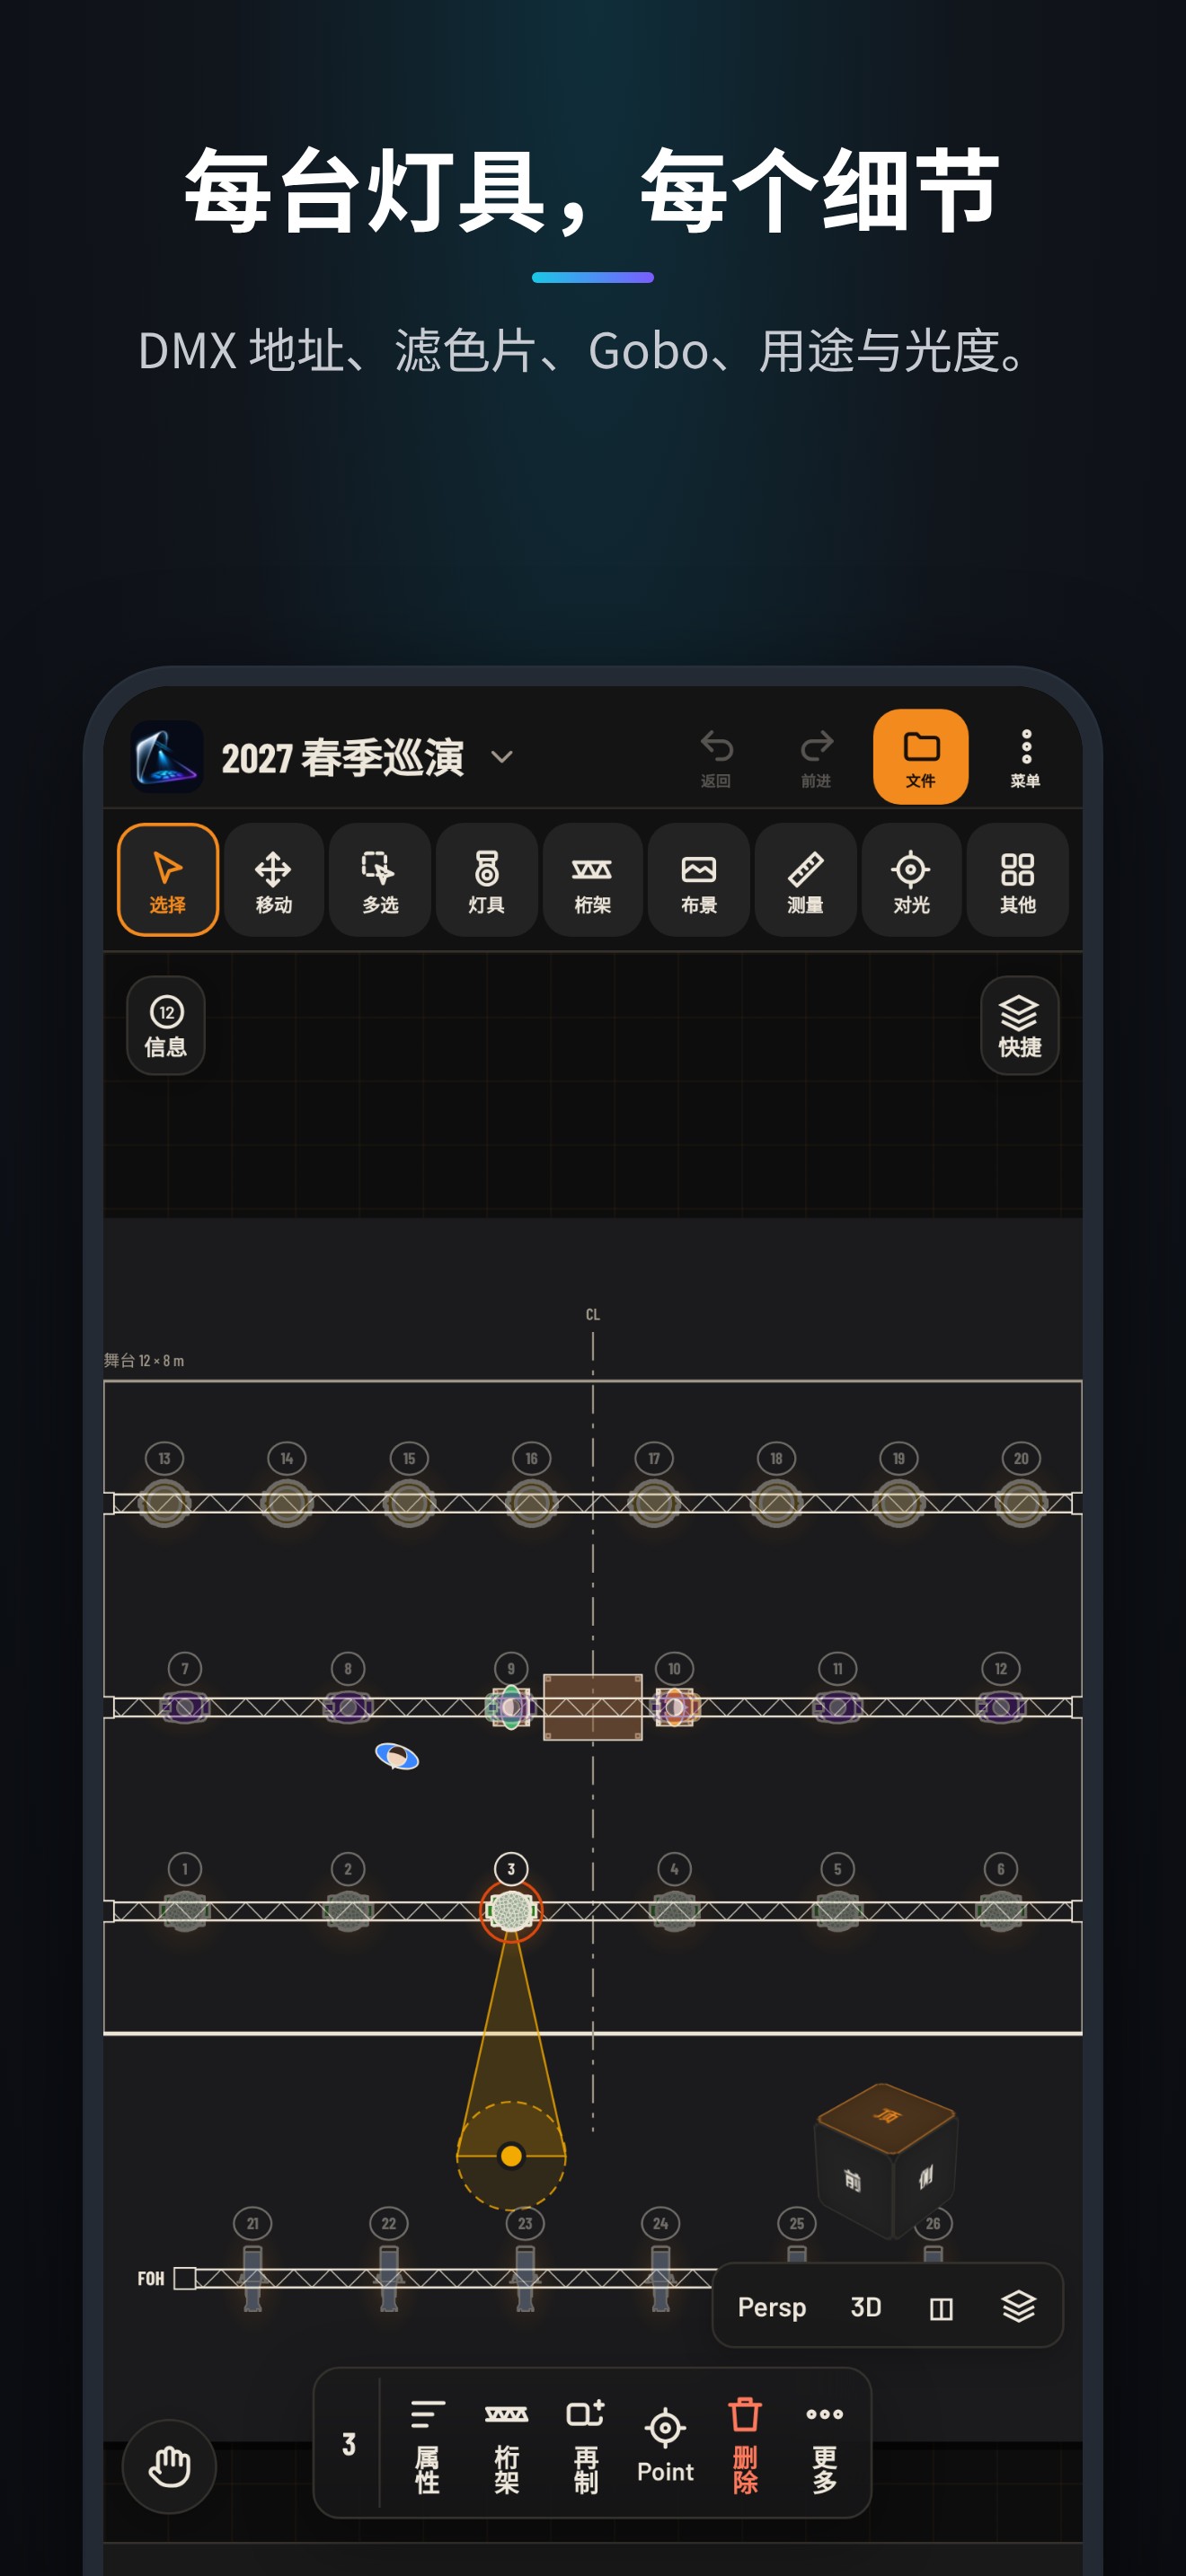 每台灯具，每个细节
DMX 地址、滤色片、Gobo、用途与光度。
2027 春季巡演
返回
前进
文件
菜单
选择
移动
多选
灯具
桁架
布景
测量
对光
其他
12
信息
快捷
CL
舞台 12 × 8 m
13 14 15 16 17 18 19 20
7 8 9 10 11 12
1 2 3 4 5 6
顶
前
侧
21 22 23 24 25 26
FOH
Persp 3D
3
属性
桁架
再制
Point
删除
更多